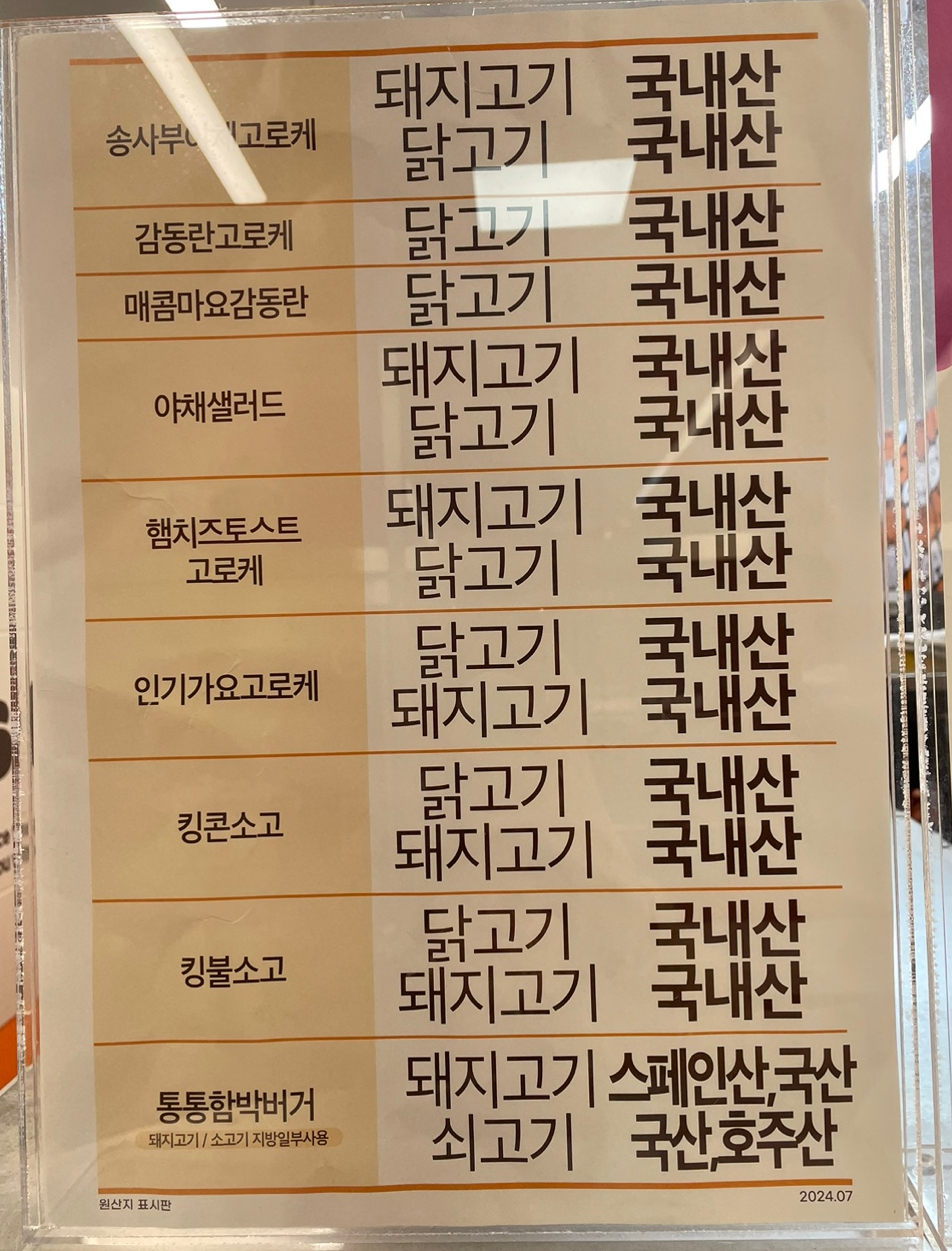 돼지고기 국내산
송사부야채고로케
닭고기 국내산
감동란고로케 닭고기 국내산
매콤마요감동란 닭고기 국내산
돼지고기 국내산
야채샐러드
닭고기 국내산
돼지고기 국내산
햄치즈토스트
고로케
닭고기 국내산
닭고기 국내산
인기가요고로케
돼지고기 국내산
닭고기 국내산
킹콘소고
돼지고기 국내산
닭고기 국내산
킹불소고
돼지고기 국내산
돼지고기 스페인산,국산
통통함박버거
돼지고기 / 소고기 지방일부사용
쇠고기 국산,호주산
원산지 표시판 2024.07